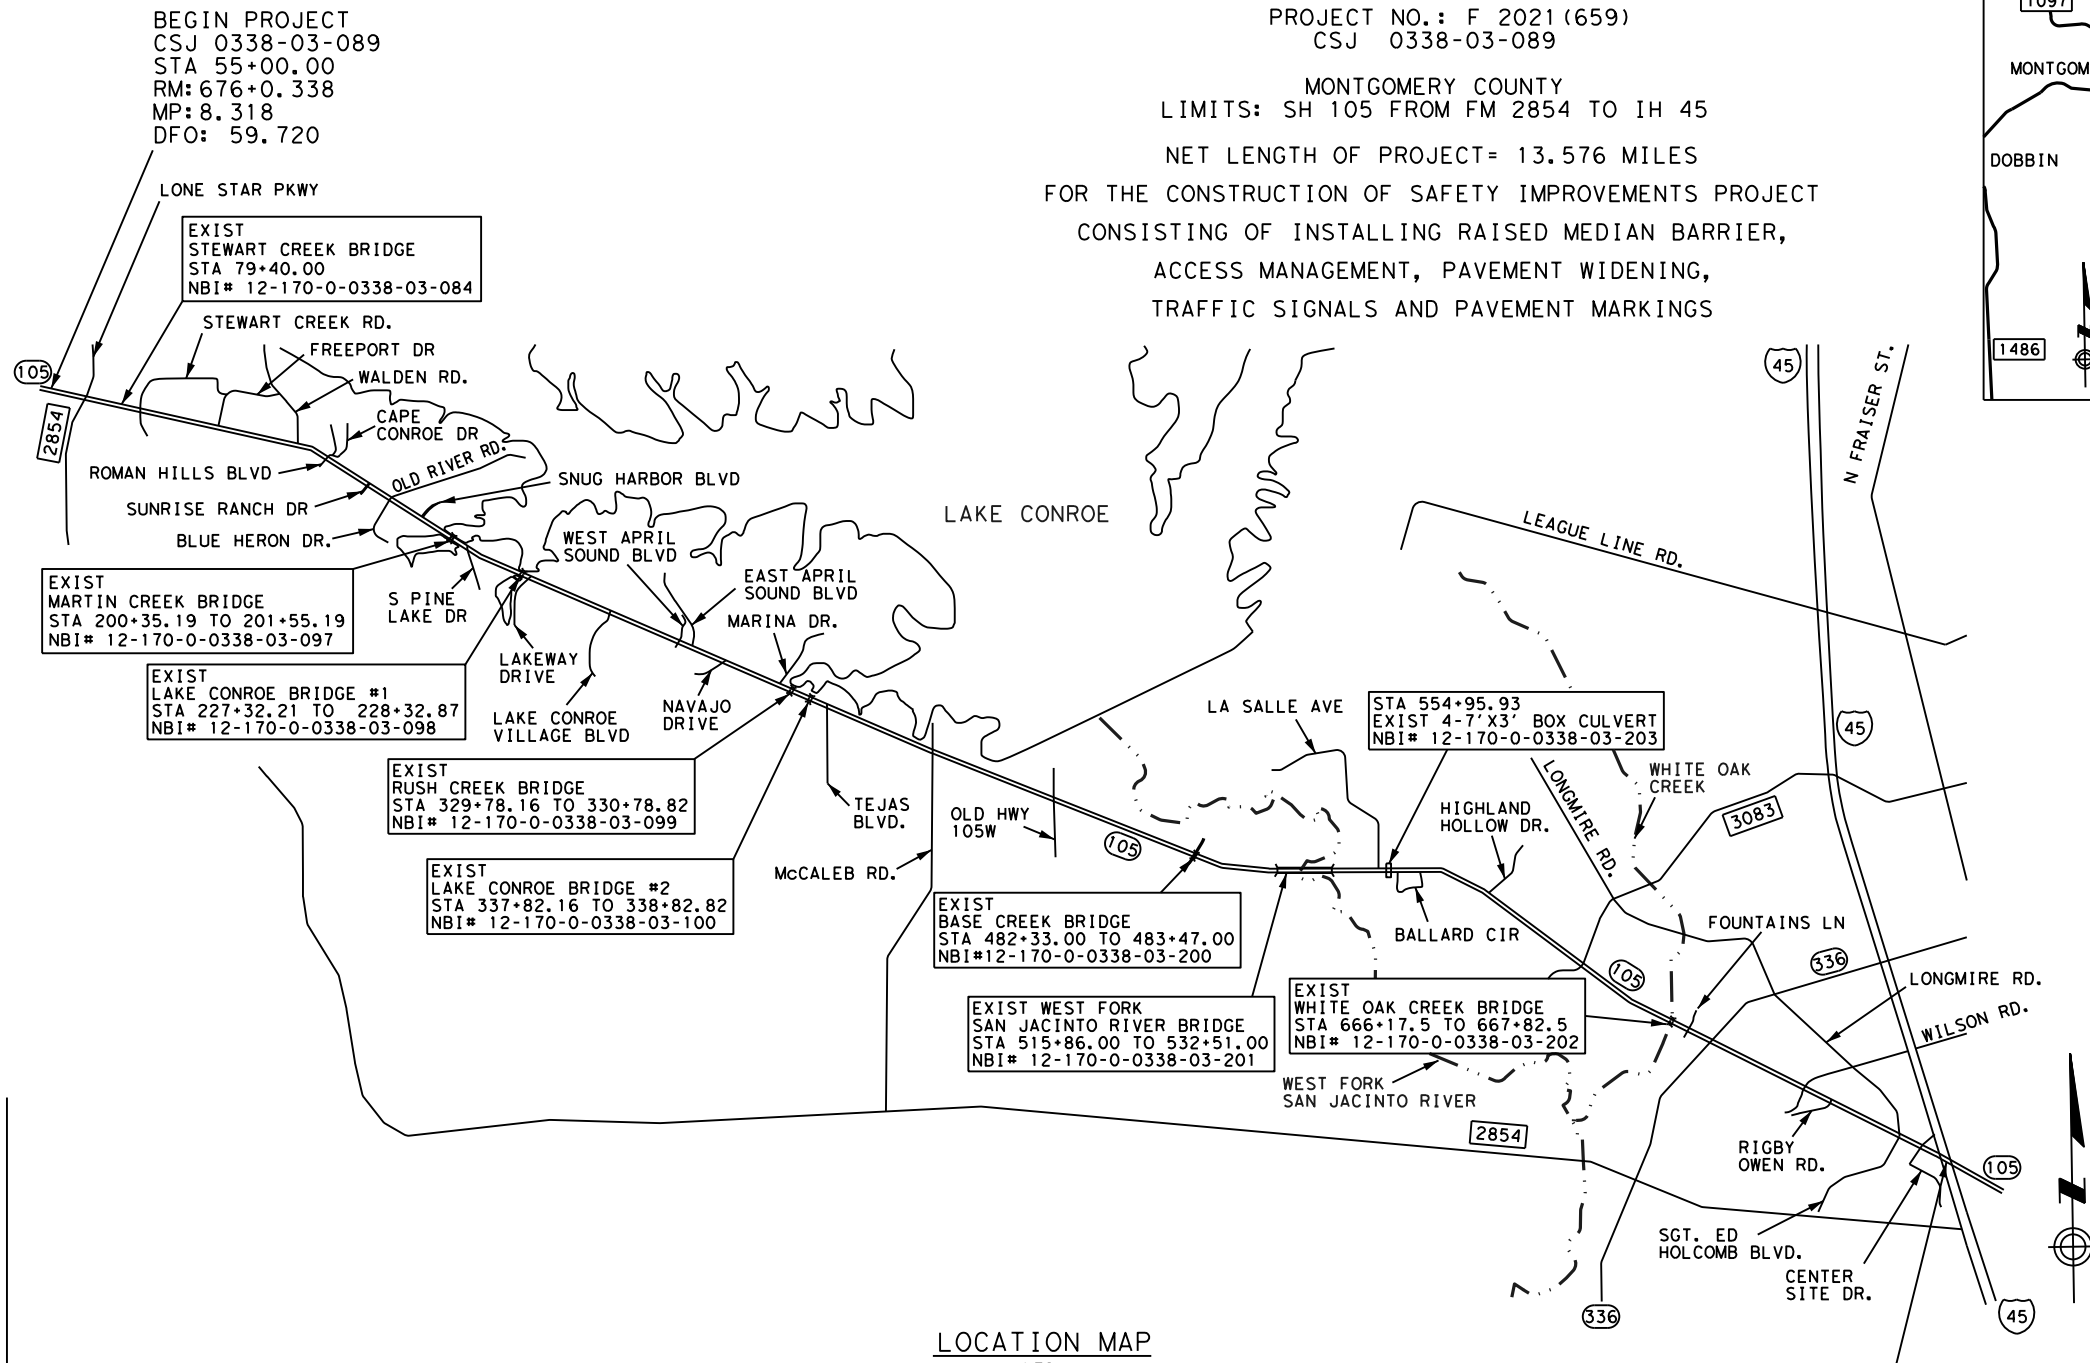 BEGIN PROJECT
CSJ 0338-03-089
STA 55+00.00
RM:676+0.338
MP:8.318
DFO: 59.720
PROJECT NO.: F 2021(659)
CSJ 0338-03-089
MONTGOMERY COUNTY
LIMITS: SH 105 FROM FM 2854 TO IH 45
NET LENGTH OF PROJECT= 13.576 MILES
FOR THE CONSTRUCTION OF SAFETY IMPROVEMENTS PROJECT
CONSISTING OF INSTALLING RAISED MEDIAN BARRIER,
ACCESS MANAGEMENT, PAVEMENT WIDENING,
TRAFFIC SIGNALS AND PAVEMENT MARKINGS
1097
MONTGOM
DOBBIN
1486
LONE STAR PKWY
EXIST
STEWART CREEK BRIDGE
STA 79+40.00
NBI# 12-170-0-0338-03-084
STEWART CREEK RD.
FREEPORT DR
WALDEN RD.
105
2854
CAPE
CONROE DR
ROMAN HILLS BLVD
OLD RIVER RD.
SNUG HARBOR BLVD
SUNRISE RANCH DR
BLUE HERON DR.
LAKE CONROE
45
N FRAISER ST.
LEAGUE LINE RD.
WEST APRIL
SOUND BLVD
EAST APRIL
SOUND BLVD
MARINA DR.
EXIST
MARTIN CREEK BRIDGE
STA 200+35.19 TO 201+55.19
NBI# 12-170-0-0338-03-097
S PINE
LAKE DR
EXIST
LAKE CONROE BRIDGE #1
STA 227+32.21 TO 228+32.87
NBI# 12-170-0-0338-03-098
LAKEWAY
DRIVE
LAKE CONROE
VILLAGE BLVD
NAVAJO
DRIVE
LA SALLE AVE
STA 554+95.93
EXIST 4-7'X3' BOX CULVERT
NBI# 12-170-0-0338-03-203
45
EXIST
RUSH CREEK BRIDGE
STA 329+78.16 TO 330+78.82
NBI# 12-170-0-0338-03-099
TEJAS
BLVD.
OLD HWY
105W
105
LONGMIRE RD.
WHITE OAK
CREEK
HIGHLAND
HOLLOW DR.
3083
EXIST
LAKE CONROE BRIDGE #2
STA 337+82.16 TO 338+82.82
NBI# 12-170-0-0338-03-100
McCALEB RD.
EXIST
BASE CREEK BRIDGE
STA 482+33.00 TO 483+47.00
NBI#12-170-0-0338-03-200
BALLARD CIR
FOUNTAINS LN
105
336
LONGMIRE RD.
WILSON RD.
EXIST WEST FORK
SAN JACINTO RIVER BRIDGE
STA 515+86.00 TO 532+51.00
NBI# 12-170-0-0338-03-201
EXIST
WHITE OAK CREEK BRIDGE
STA 666+17.5 TO 667+82.5
NBI# 12-170-0-0338-03-202
WEST FORK
SAN JACINTO RIVER
2854
RIGBY
OWEN RD.
105
SGT. ED
HOLCOMB BLVD.
CENTER
SITE DR.
336
45
LOCATION MAP